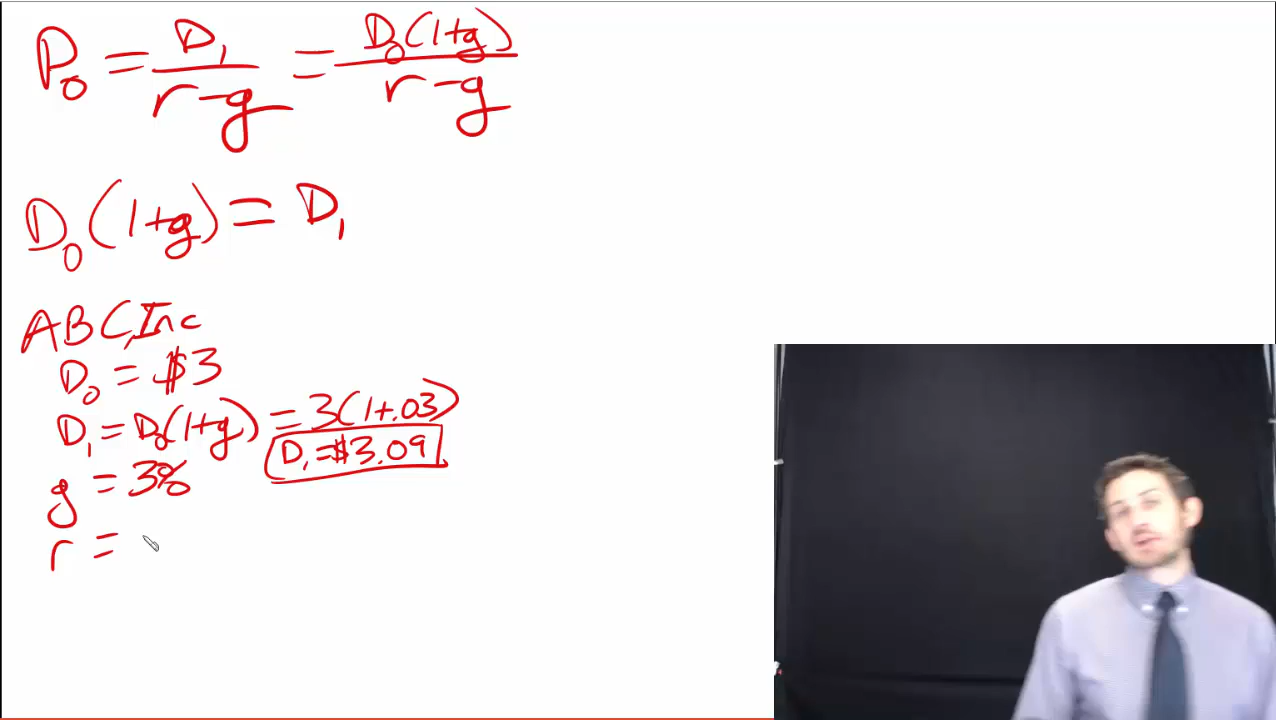 P₀ = D₁ / (r - g) = D₀(1+g) / (r - g)
D₀(1+g) = D₁
ABC, Inc
D₀ = $3
D₁ = D₀(1+g) = 3(1+.03)
D₁ = $3.09
g = 3%
r =